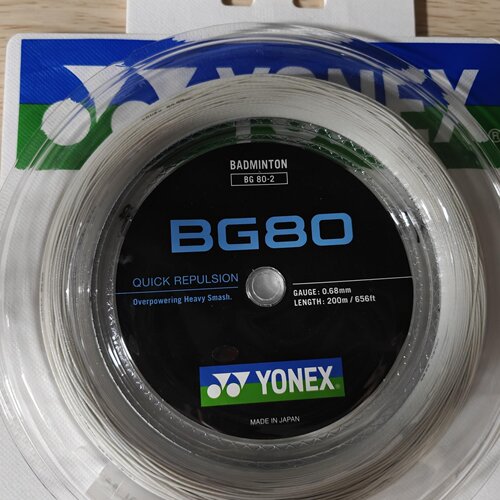 YONEX
BADMINTON
BG 80-2
BG80
QUICK REPULSION
Overpowering Heavy Smash.
GAUGE : 0.68mm
LENGTH : 200m / 656ft
YONEX®
MADE IN JAPAN